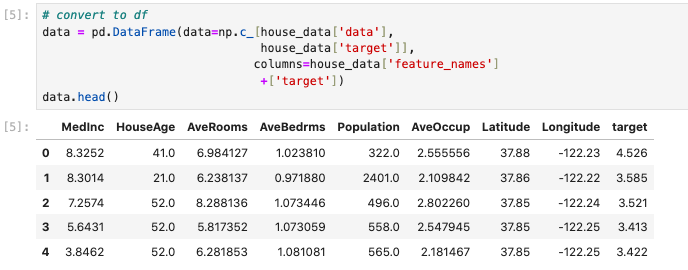 [5]: # convert to df
data = pd.DataFrame(data=np.c_[house_data['data'],
house_data['target']],
columns=house_data['feature_names']
+['target'])
data.head()
[5]: MedInc HouseAge AveRooms AveBedrms Population AveOccup Latitude Longitude target
0 8.3252 41.0 6.984127 1.023810 322.0 2.555556 37.88 -122.23 4.526
1 8.3014 21.0 6.238137 0.971880 2401.0 2.109842 37.86 -122.22 3.585
2 7.2574 52.0 8.288136 1.073446 496.0 2.802260 37.85 -122.24 3.521
3 5.6431 52.0 5.817352 1.073059 558.0 2.547945 37.85 -122.25 3.413
4 3.8462 52.0 6.281853 1.081081 565.0 2.181467 37.85 -122.25 3.422